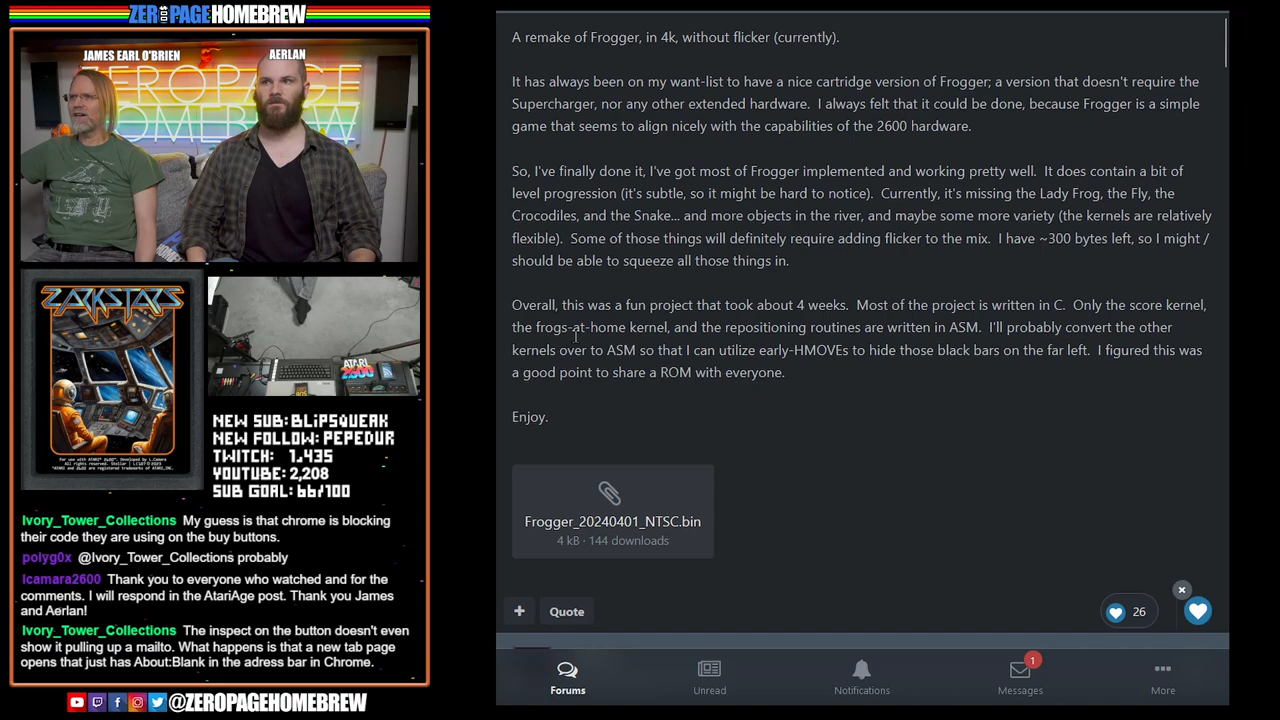 ZEROPAGE HOMEBREW
JAMES EARL O'BRIEN
AERLAN
ZEROPAGE
HOMEBREW
ZARKSTARS
ATARI
2600
NEW SUB: BLIPSQUEAK
NEW FOLLOW: PEPEDUR
TWITCH: 1,435
YOUTUBE: 2,208
SUB GOAL: 66/100
Ivory_Tower_Collections My guess is that chrome is blocking
their code they are using on the buy buttons.
polyg0x @Ivory_Tower_Collections probably
lcamara2600 Thank you to everyone who watched and for the
comments. I will respond in the AtariAge post. Thank you James
and Aerlan!
Ivory_Tower_Collections The inspect on the button doesn't even
show it pulling up a mailto. What happens is that a new tab page
opens that just has About:Blank in the adress bar in Chrome.
@ZEROPAGEHOMEBREW
A remake of Frogger, in 4k, without flicker (currently).
It has always been on my want-list to have a nice cartridge version of Frogger; a version that doesn't require the
Supercharger, nor any other extended hardware. I always felt that it could be done, because Frogger is a simple
game that seems to align nicely with the capabilities of the 2600 hardware.
So, I've finally done it, I've got most of Frogger implemented and working pretty well. It does contain a bit of
level progression (it's subtle, so it might be hard to notice). Currently, it's missing the Lady Frog, the Fly, the
Crocodiles, and the Snake... and more objects in the river, and maybe some more variety (the kernels are relatively
flexible). Some of those things will definitely require adding flicker to the mix. I have ~300 bytes left, so I might /
should be able to squeeze all those things in.
Overall, this was a fun project that took about 4 weeks. Most of the project is written in C. Only the score kernel,
the frogs-at-home kernel, and the repositioning routines are written in ASM. I'll probably convert the other
kernels over to ASM so that I can utilize early-HMOVEs to hide those black bars on the far left. I figured this was
a good point to share a ROM with everyone.
Enjoy.
Frogger_20240401_NTSC.bin
4 kB · 144 downloads
+ Quote
26
1
Forums
Unread
Notifications
Messages
More